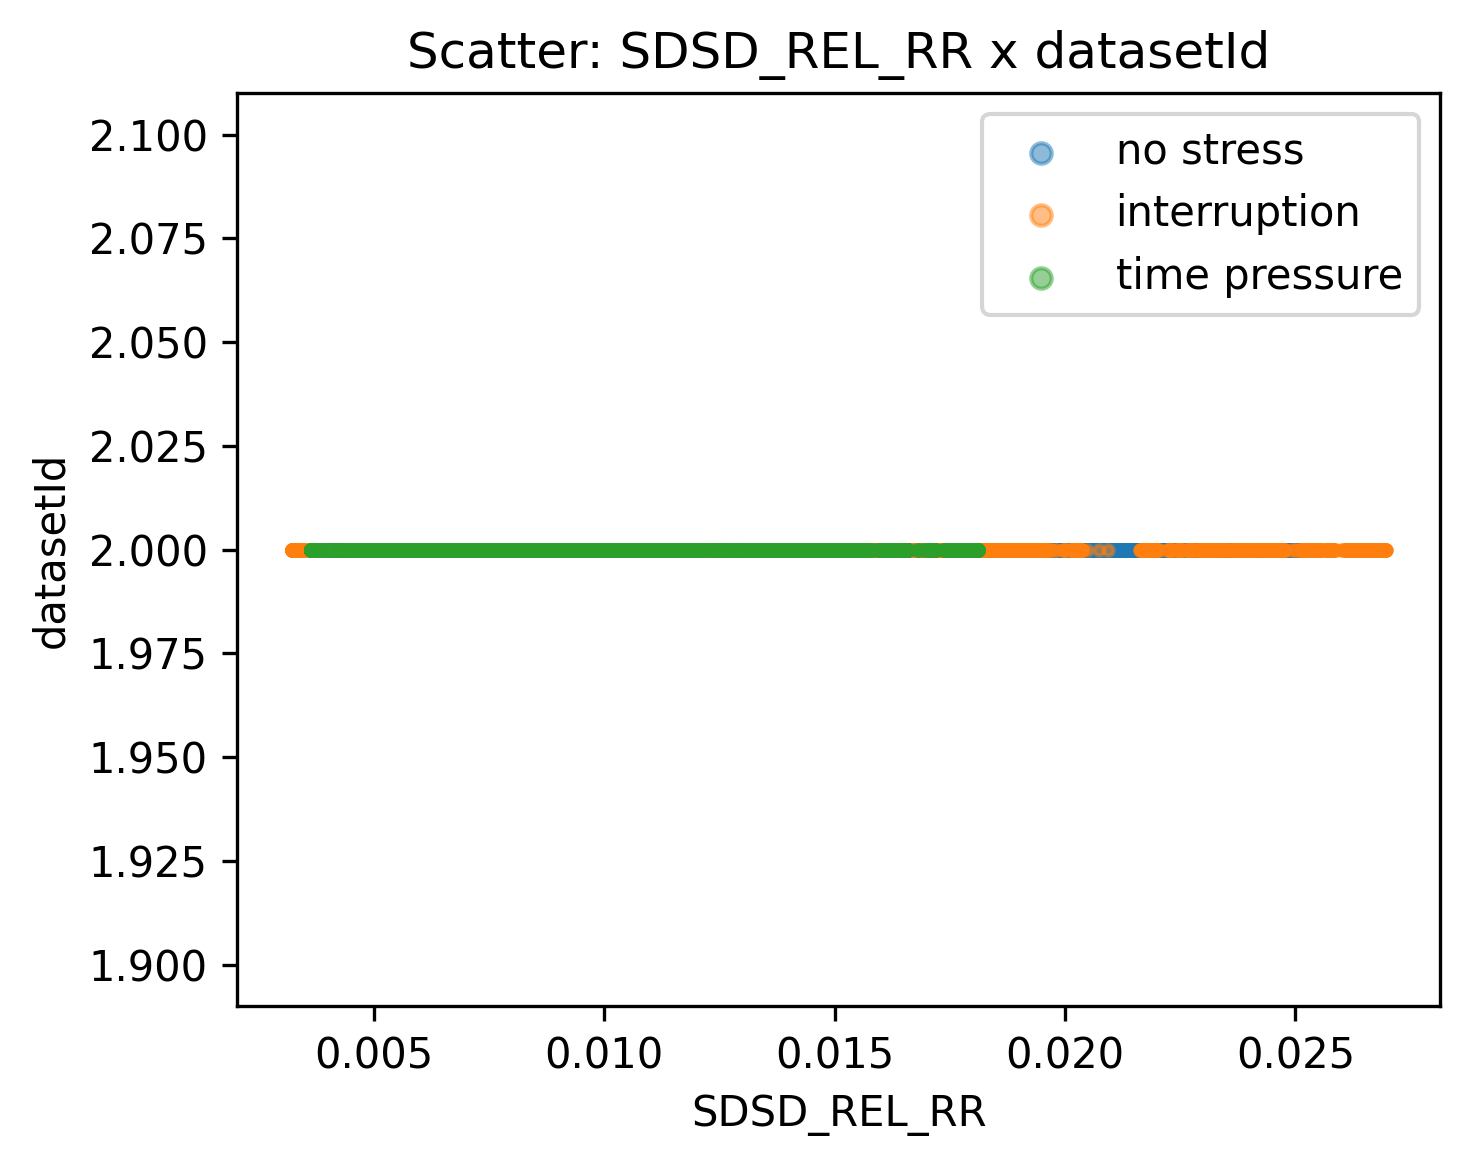 Scatter: SDSD_REL_RR x datasetId
no stress
interruption
time pressure
datasetId
2.100
2.075
2.050
2.025
2.000
1.975
1.950
1.925
1.900
0.005 0.010 0.015 0.020 0.025
SDSD_REL_RR